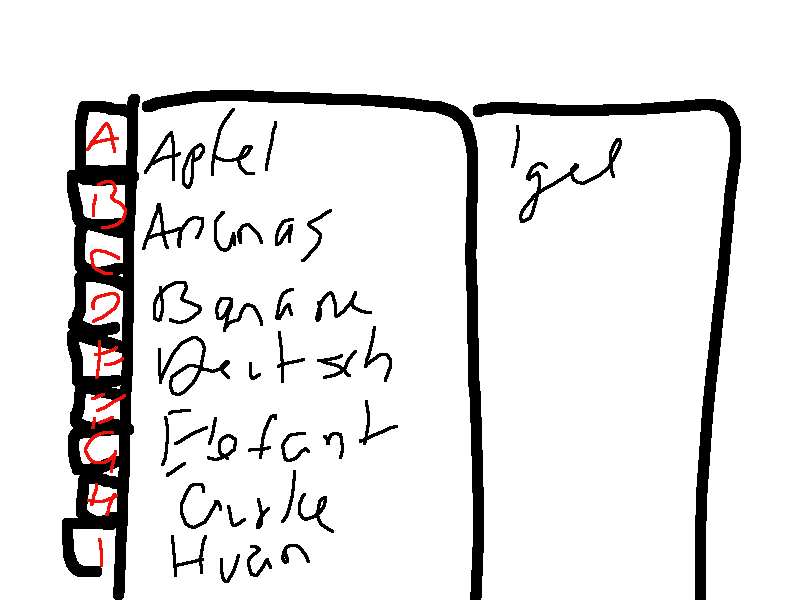 A
B
C
D
E
F
G
H
I
Apfel
Ananas
Banane
Deutsch
Elefant
Gurke
Huan
Igel